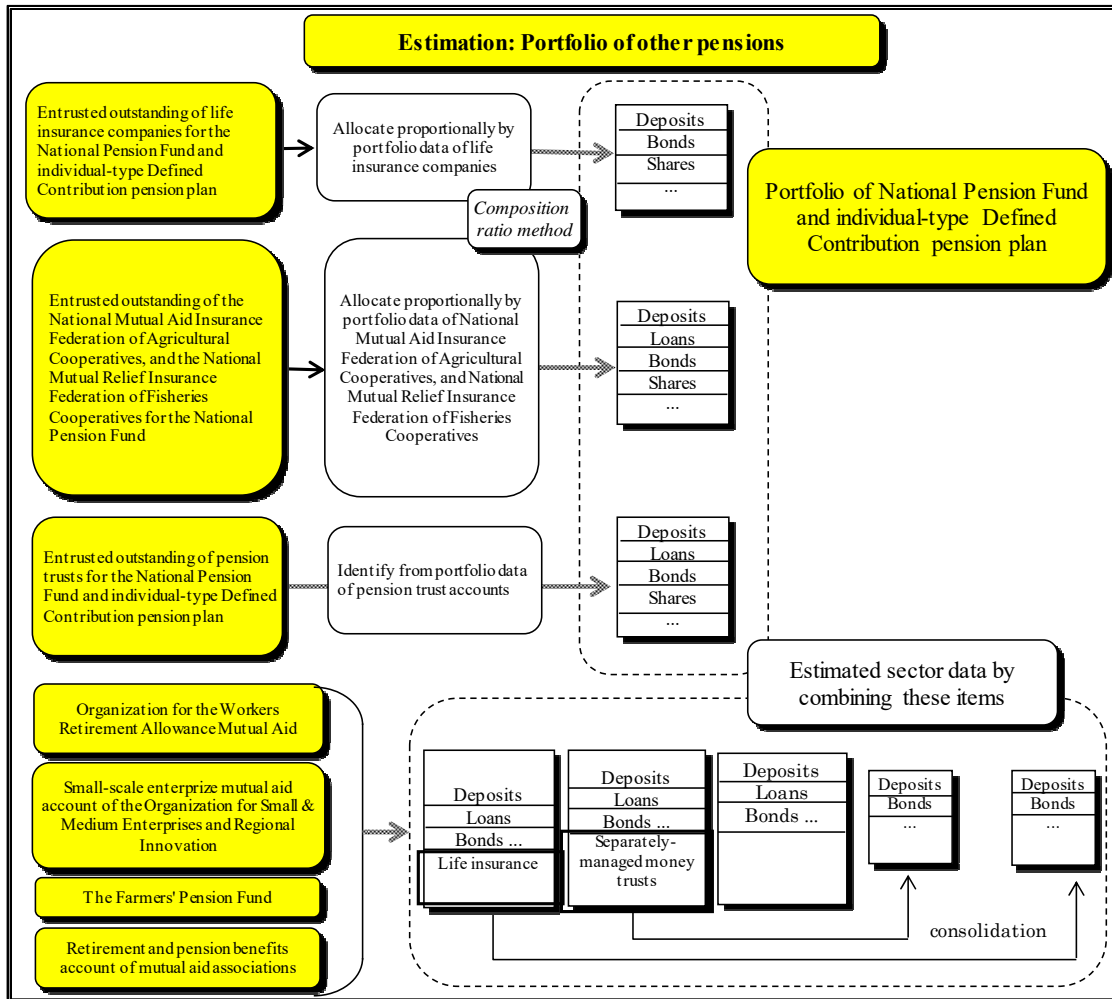 Estimation: Portfolio of other pensions
Entrusted outstanding of life
insurance companies for the
National Pension Fund and
individual-type Defined
Contribution pension plan
Allocate proportionally by
portfolio data of life
insurance companies
Composition
ratio method
Deposits
Bonds
Shares
...
Portfolio of National Pension Fund
and individual-type Defined
Contribution pension plan
Entrusted outstanding of the
National Mutual Aid Insurance
Federation of Agricultural
Cooperatives, and the National
Mutual Relief Insurance
Federation of Fisheries
Cooperatives for the National
Pension Fund
Allocate proportionally by
portfolio data of National
Mutual Aid Insurance
Federation of Agricultural
Cooperatives, and National
Mutual Relief Insurance
Federation of Fisheries
Cooperatives
Deposits
Loans
Bonds
Shares
...
Entrusted outstanding of pension
trusts for the National Pension
Fund and individual-type Defined
Contribution pension plan
Identify from portfolio data
of pension trust accounts
Deposits
Loans
Bonds
Shares
...
Estimated sector data by
combining these items
Organization for the Workers
Retirement Allowance Mutual Aid
Small-scale enterprize mutual aid
account of the Organization for Small &
Medium Enterprises and Regional
Innovation
The Farmers' Pension Fund
Retirement and pension benefits
account of mutual aid associations
Deposits
Loans
Bonds ...
Life insurance
Deposits
Loans
Bonds ...
Separately-
managed money
trusts
Deposits
Loans
Bonds ...
Deposits
Bonds
...
Deposits
Bonds
...
consolidation